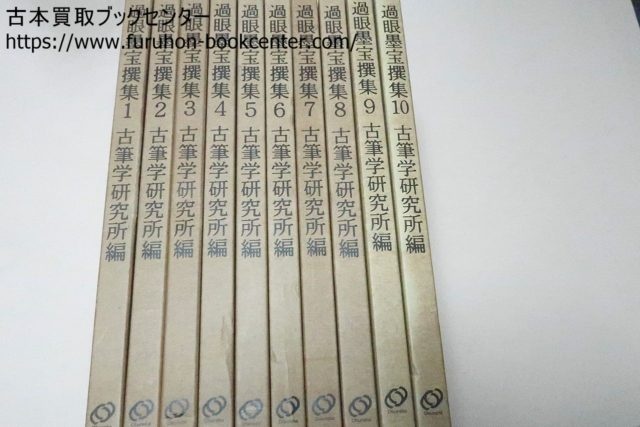 古本買取ブックセンター
https://www.furuhon-bookcenter.com/
過眼墨宝撰集1 古筆学研究所編
過眼墨宝撰集2 古筆学研究所編
過眼墨宝撰集3 古筆学研究所編
過眼墨宝撰集4 古筆学研究所編
過眼墨宝撰集5 古筆学研究所編
過眼墨宝撰集6 古筆学研究所編
過眼墨宝撰集7 古筆学研究所編
過眼墨宝撰集8 古筆学研究所編
過眼墨宝撰集9 古筆学研究所編
過眼墨宝撰集10 古筆学研究所編